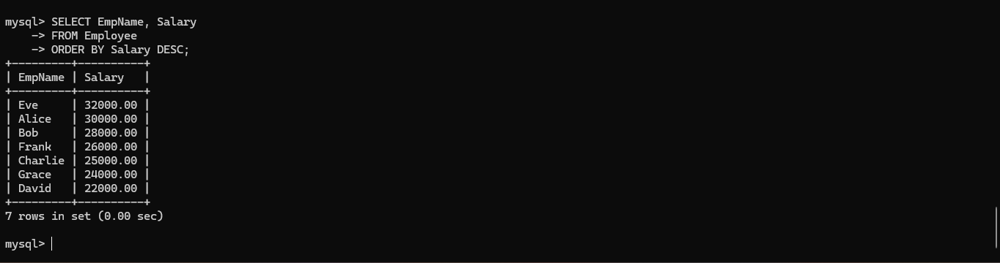 mysql> SELECT EmpName, Salary
    -> FROM Employee
    -> ORDER BY Salary DESC;
+---------+----------+
| EmpName | Salary   |
+---------+----------+
| Eve     | 32000.00 |
| Alice   | 30000.00 |
| Bob     | 28000.00 |
| Frank   | 26000.00 |
| Charlie | 25000.00 |
| Grace   | 24000.00 |
| David   | 22000.00 |
+---------+----------+
7 rows in set (0.00 sec)
mysql>